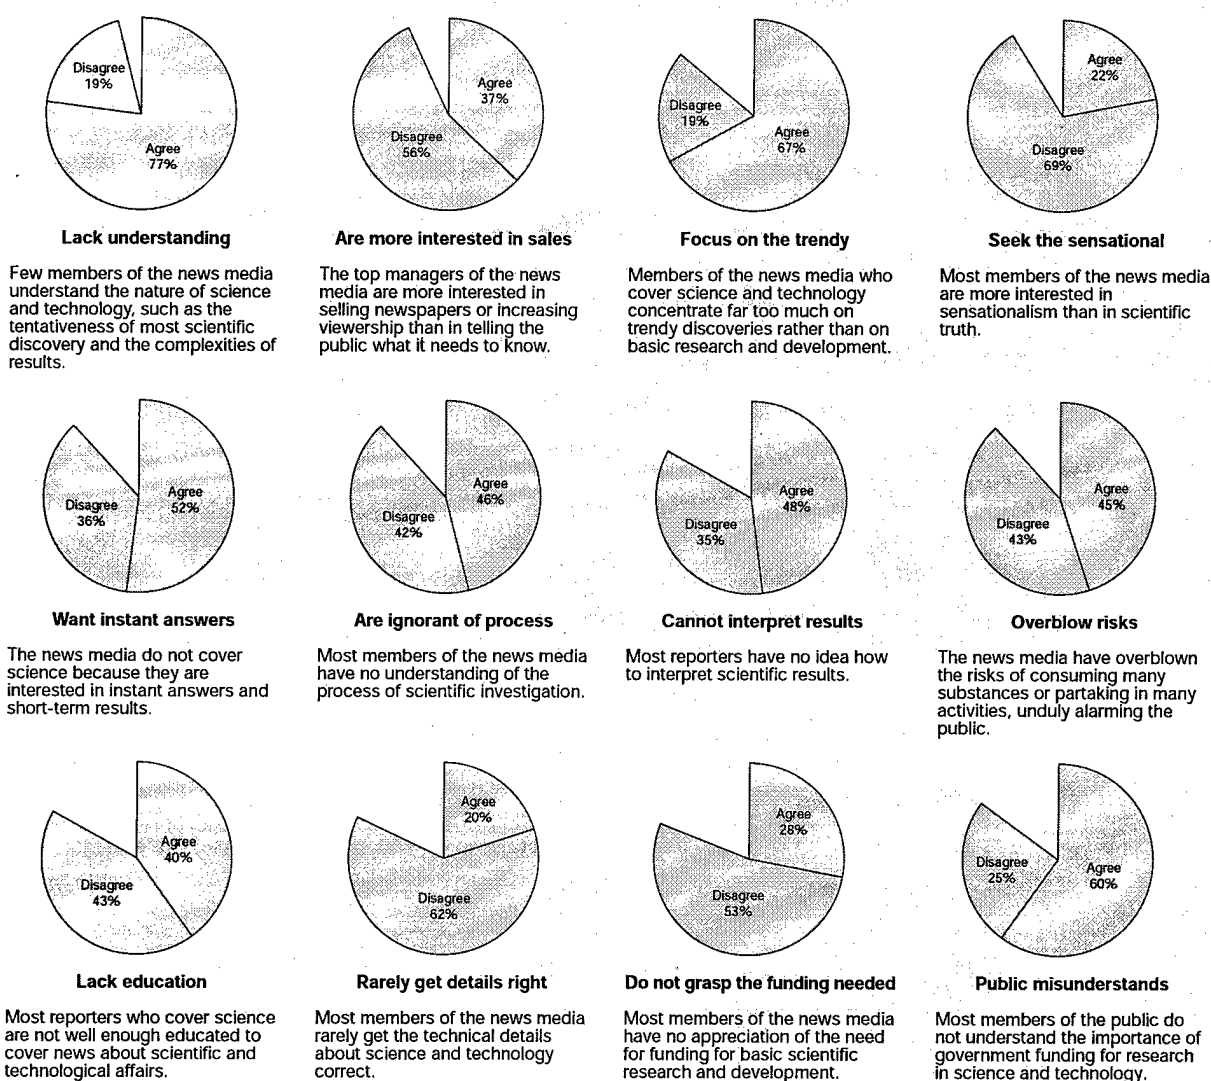 Disagree
19%
Agree
77%
Lack understanding
Few members of the news media
understand the nature of science
and technology, such as the
tentativeness of most scientific
discovery and the complexities of
results.
Agree
37%
Disagree
56%
Are more interested in sales
The top managers of the news
media are more interested in
selling newspapers or increasing
viewership than in telling the
public what it needs to know.
Disagree
19%
Agree
67%
Focus on the trendy
Members of the news media who
cover science and technology
concentrate far too much on
trendy discoveries rather than on
basic research and development.
Agree
22%
Disagree
69%
Seek the sensational
Most members of the news media
are more interested in
sensationalism than in scientific
truth.
Agree
52%
Disagree
36%
Want instant answers
The news media do not cover
science because they are
interested in instant answers and
short-term results.
Agree
46%
Disagree
42%
Are ignorant of process
Most members of the news media
have no understanding of the
process of scientific investigation.
Agree
48%
Disagree
35%
Cannot interpret results
Most reporters have no idea how
to interpret scientific results.
Agree
45%
Disagree
43%
Overblow risks
The news media have overblown
the risks of consuming many
substances or partaking in many
activities, unduly alarming the
public.
Agree
40%
Disagree
43%
Lack education
Most reporters who cover science
are not well enough educated to
cover news about scientific and
technological affairs.
Agree
20%
Disagree
62%
Rarely get details right
Most members of the news media
rarely get the technical details
about science and technology
correct.
Agree
28%
Disagree
53%
Do not grasp the funding needed
Most members of the news media
have no appreciation of the need
for funding for basic scientific
research and development.
Disagree
25%
Agree
60%
Public misunderstands
Most members of the public do
not understand the importance of
government funding for research
in science and technology.